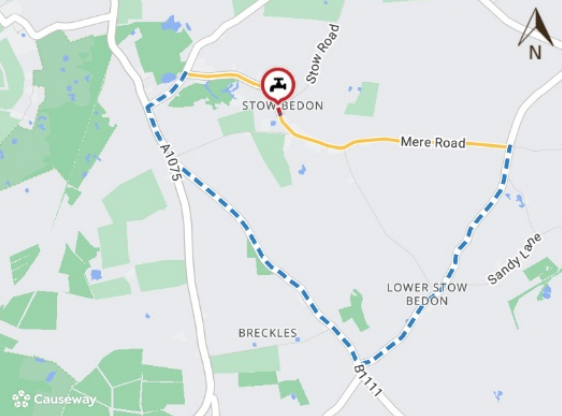 N
Stow Road
STOW BEDON
Mere Road
A1075
Sandy Lane
LOWER STOW
BEDON
BRECKLES
B1111
Causeway